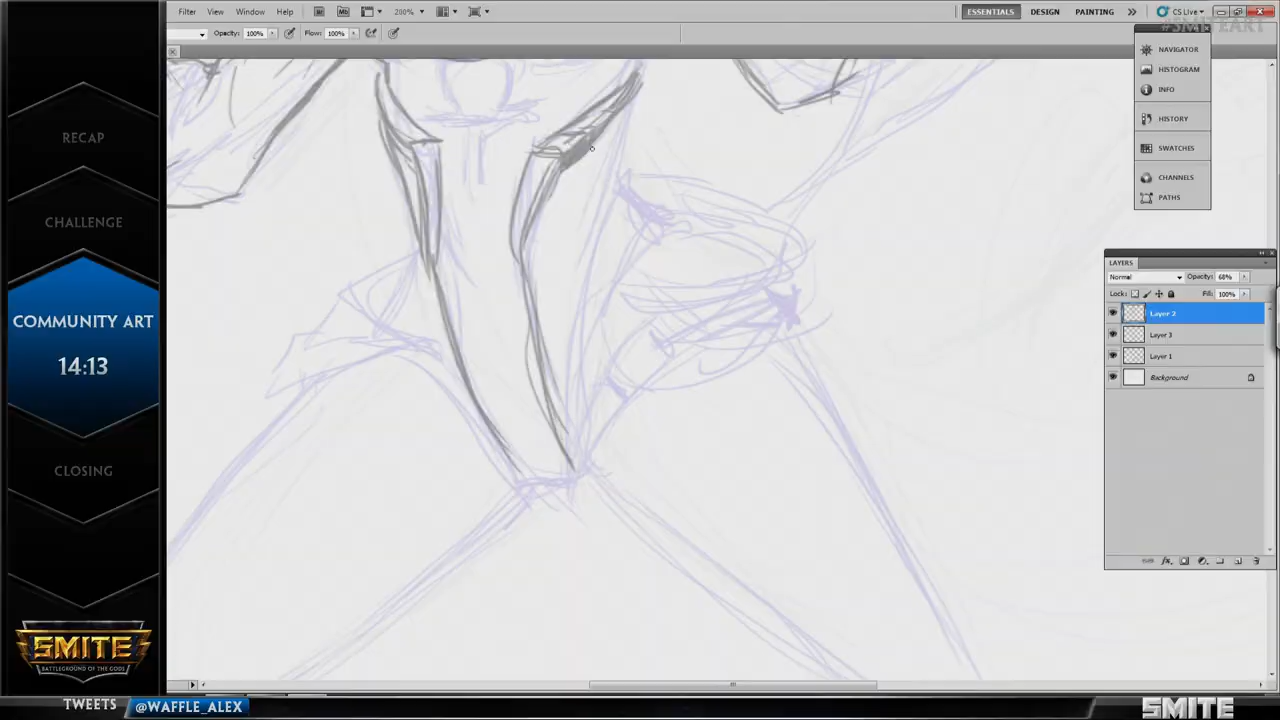 Filter View Window Help Mb 200% ESSENTIALS DESIGN PAINTING CS Live
#SMITEART
Opacity: 100% Flow: 100%
NAVIGATOR
HISTOGRAM
INFO
HISTORY
SWATCHES
CHANNELS
PATHS
RECAP
CHALLENGE
COMMUNITY ART
14:13
CLOSING
LAYERS
Normal Opacity: 68%
Lock: Fill: 100%
Layer 2
Layer 3
Layer 1
Background
SMITE
BATTLEGROUND OF THE GODS
TWEETS @WAFFLE_ALEX SMITE